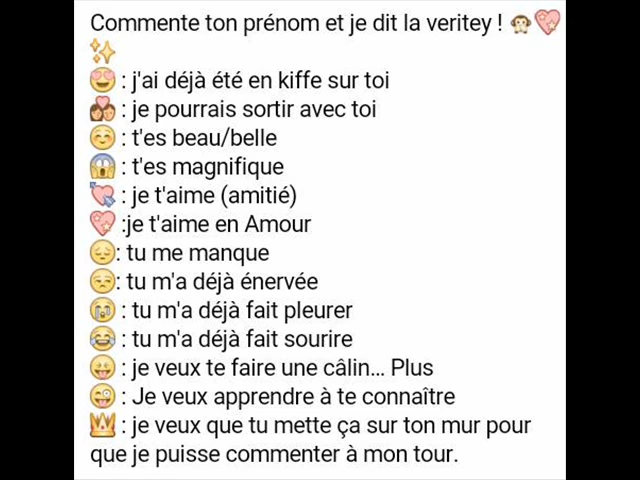 Commente ton prénom et je dit la veritey ! 🙊💖
✨
😍 : j'ai déjà été en kiffe sur toi
💏 : je pourrais sortir avec toi
☺️ : t'es beau/belle
😱 : t'es magnifique
💘 : je t'aime (amitié)
💖 :je t'aime en Amour
😔: tu me manque
😒: tu m'a déjà énervée
😭 : tu m'a déjà fait pleurer
😂 : tu m'a déjà fait sourire
😛 : je veux te faire une câlin... Plus
😜 : Je veux apprendre à te connaître
👑 : je veux que tu mette ça sur ton mur pour
que je puisse commenter à mon tour.